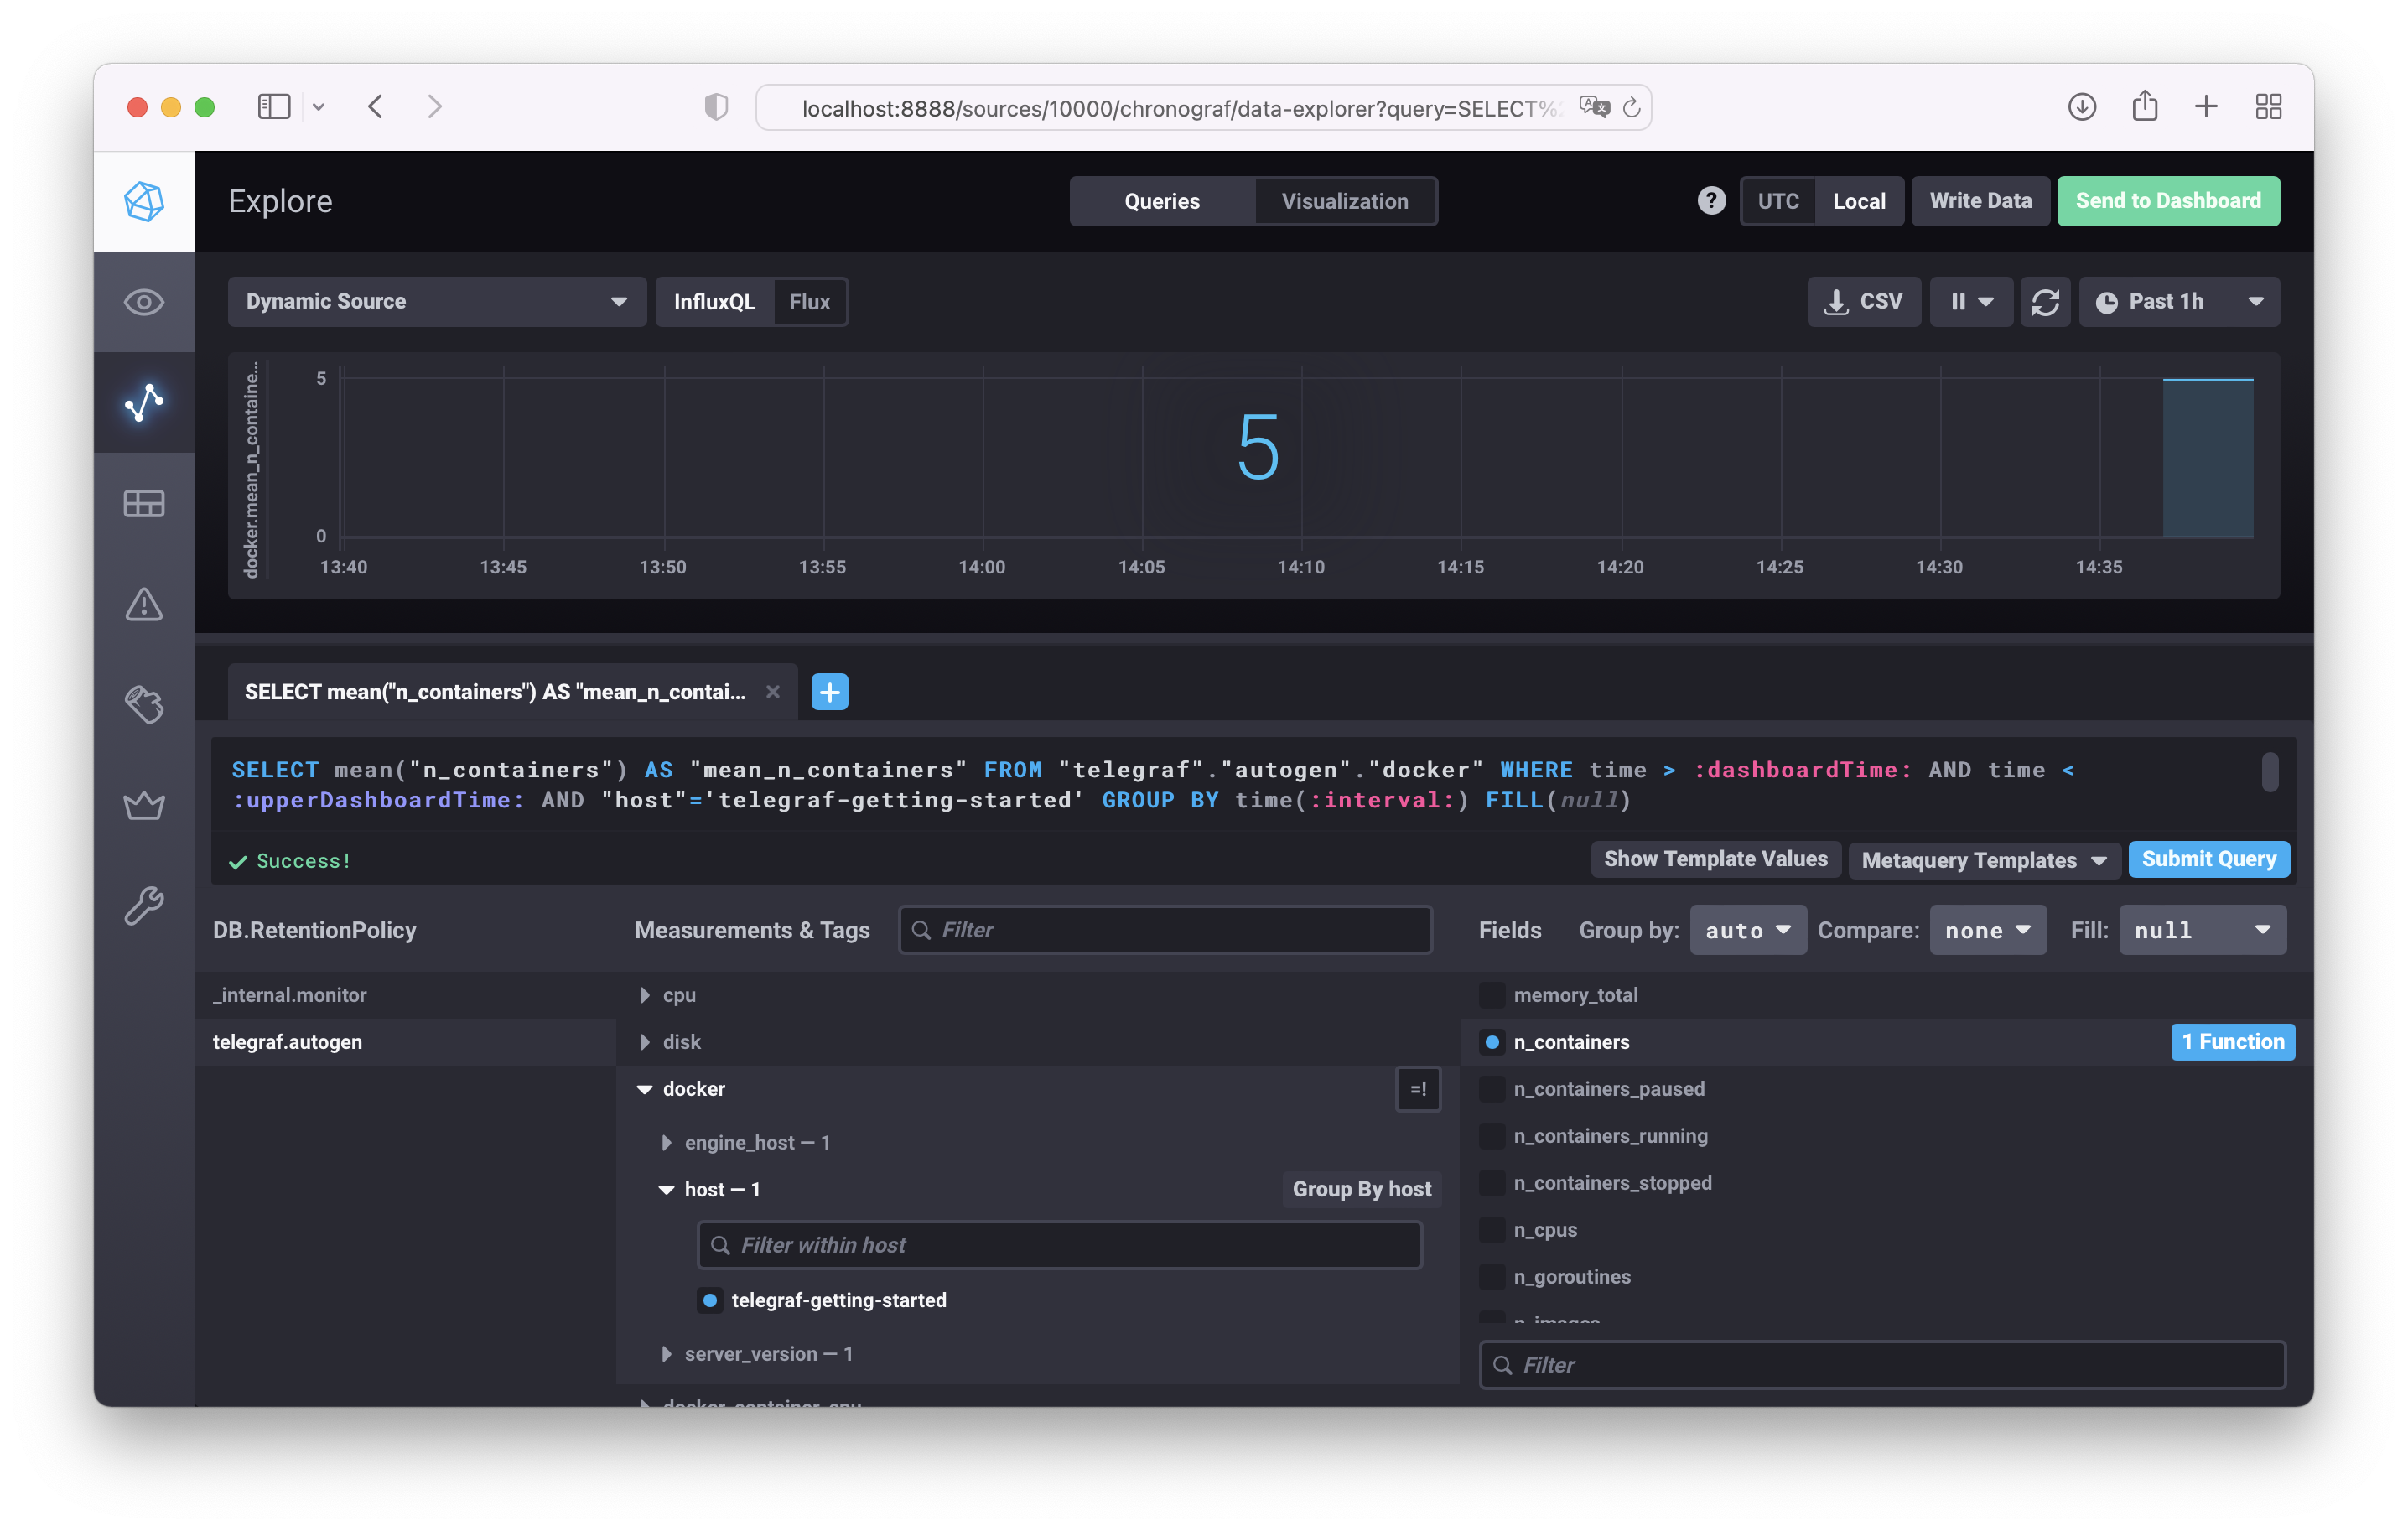 localhost:8888/sources/10000/chronograf/data-explorer?query=SELECT%
Explore
Queries
Visualization
?
UTC
Local
Write Data
Send to Dashboard
Dynamic Source
InfluxQL
Flux
CSV
Past 1h
docker.mean_n_containe...
5
0
5
13:40
13:45
13:50
13:55
14:00
14:05
14:10
14:15
14:20
14:25
14:30
14:35
SELECT mean("n_containers") AS "mean_n_contai...
SELECT mean("n_containers") AS "mean_n_containers" FROM "telegraf"."autogen"."docker" WHERE time > :dashboardTime: AND time <
:upperDashboardTime: AND "host"='telegraf-getting-started' GROUP BY time(:interval:) FILL(null)
Success!
Show Template Values
Metaquery Templates
Submit Query
DB.RetentionPolicy
_internal.monitor
telegraf.autogen
Measurements & Tags
Filter
cpu
disk
docker
=!
engine_host — 1
host — 1
Group By host
Filter within host
telegraf-getting-started
server_version — 1
docker_container_cpu
Fields
Group by:
auto
Compare:
none
Fill:
null
memory_total
n_containers
1 Function
n_containers_paused
n_containers_running
n_containers_stopped
n_cpus
n_goroutines
n_images
Filter